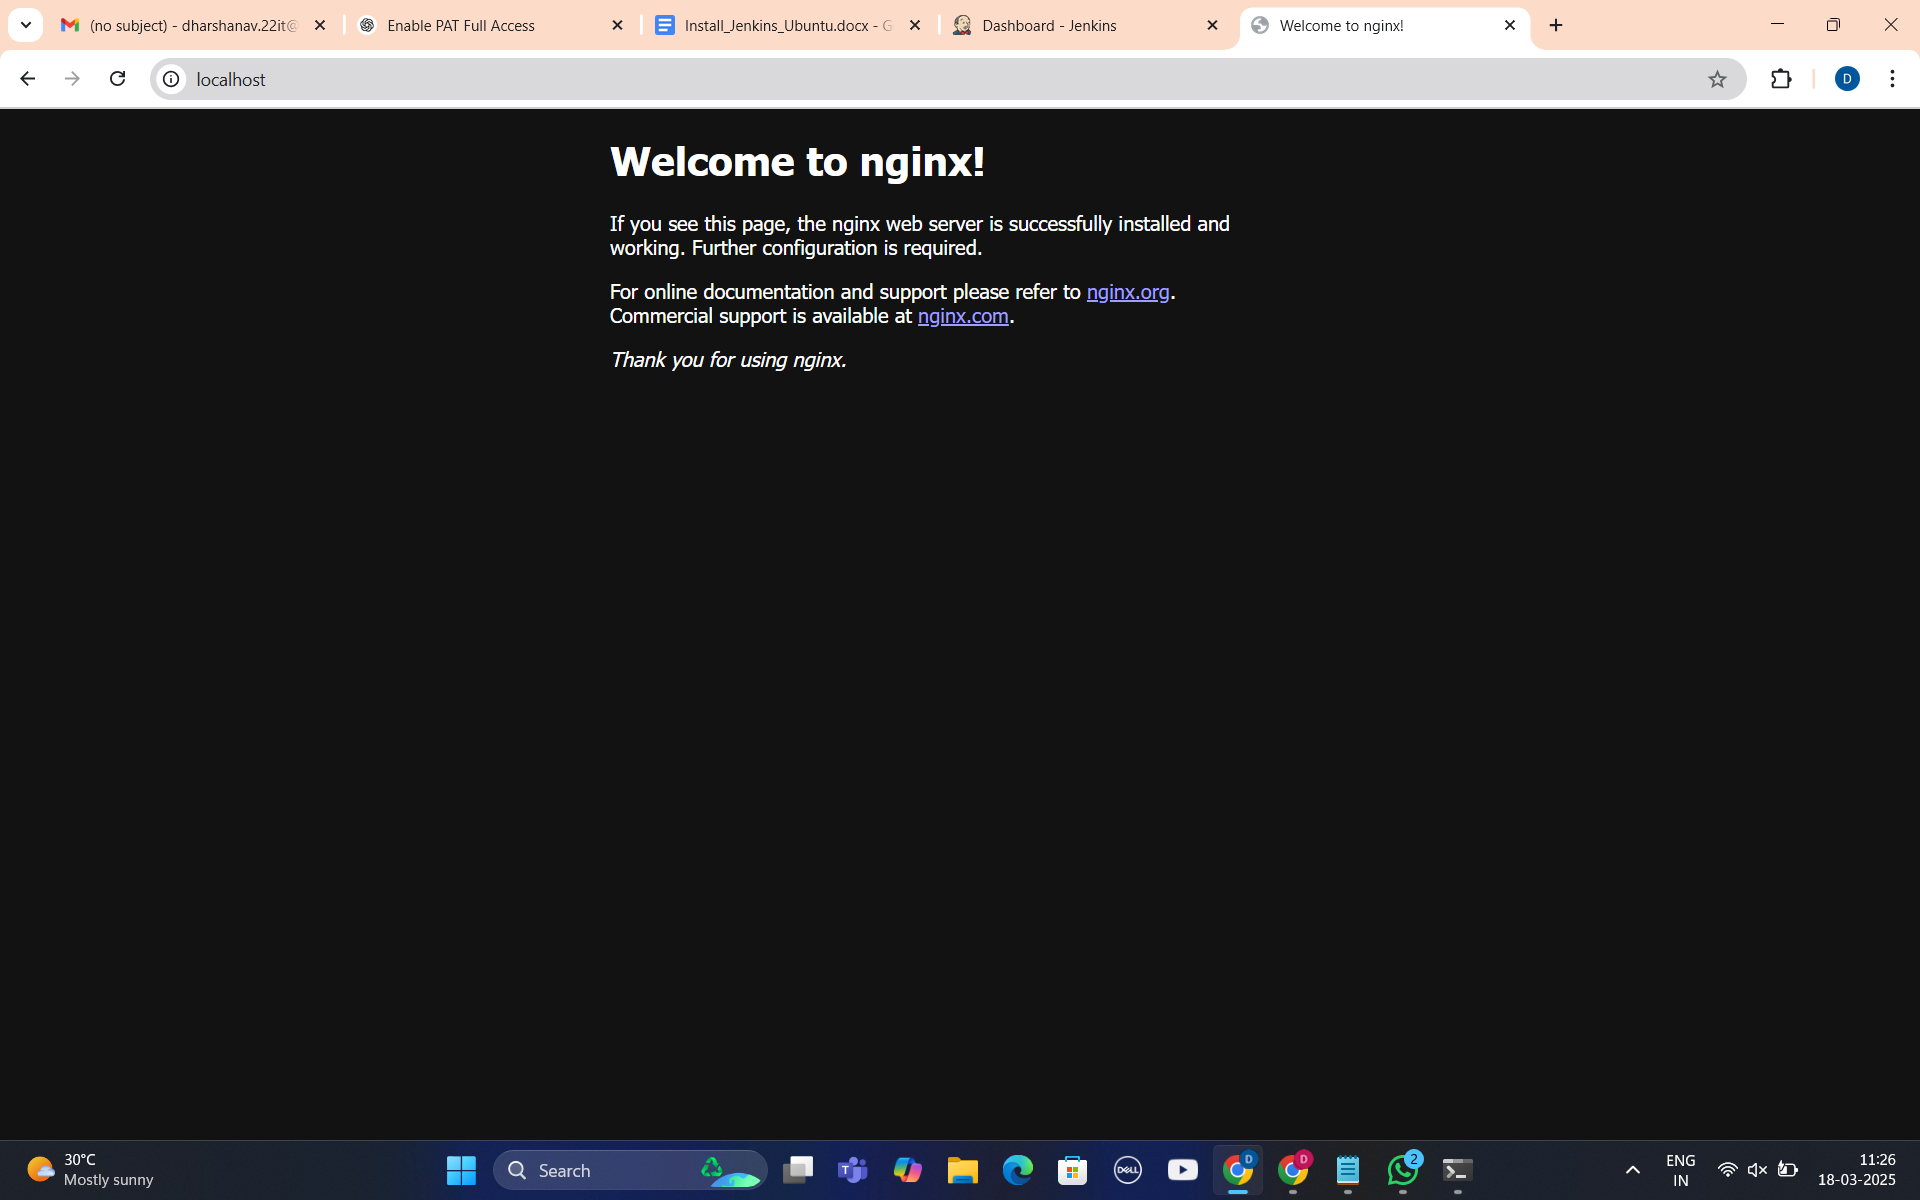 (no subject) - dharshanav.22it@
Enable PAT Full Access
Install_Jenkins_Ubuntu.docx - G
Dashboard - Jenkins
Welcome to nginx!
localhost
D
Welcome to nginx!
If you see this page, the nginx web server is successfully installed and
working. Further configuration is required.
For online documentation and support please refer to nginx.org.
Commercial support is available at nginx.com.
Thank you for using nginx.
30°C
Mostly sunny
Search
T
DELL
D
D
2
ENG
IN
11:26
18-03-2025